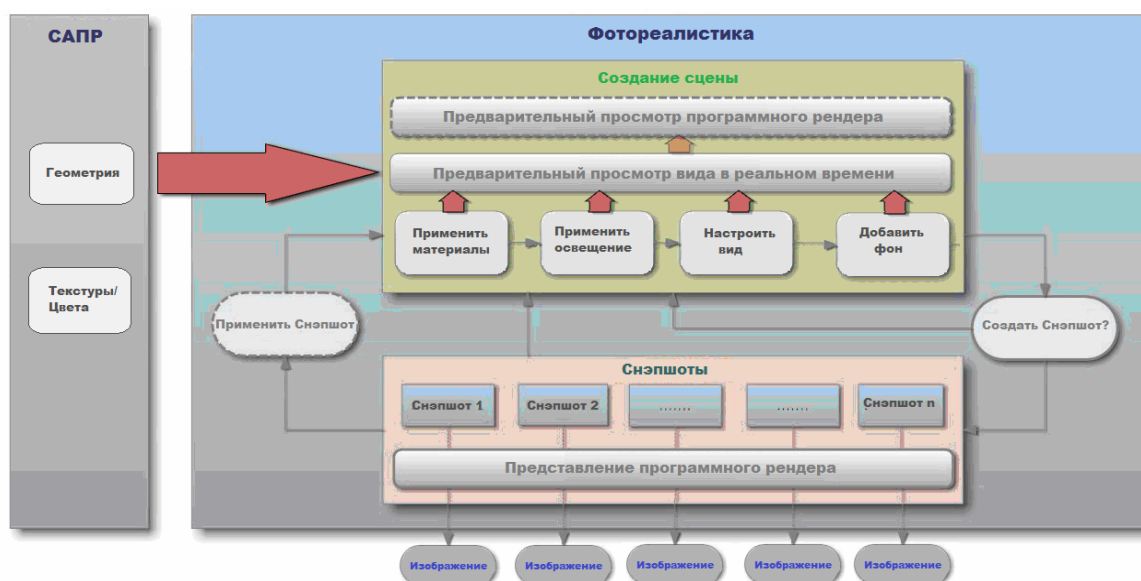 САПР
Фотореалистика
Создание сцены
Предварительный просмотр программного рендера
Геометрия
Предварительный просмотр вида в реальном времени
Применить
материалы
Применить
освещение
Настроить
вид
Добавить
фон
Текстуры/
Цвета
Применить Снэпшот
Создать Снэпшот?
Снэпшоты
Снэпшот 1
Снэпшот 2
.......
.......
Снэпшот n
Представление программного рендера
Изображение
Изображение
Изображение
Изображение
Изображение